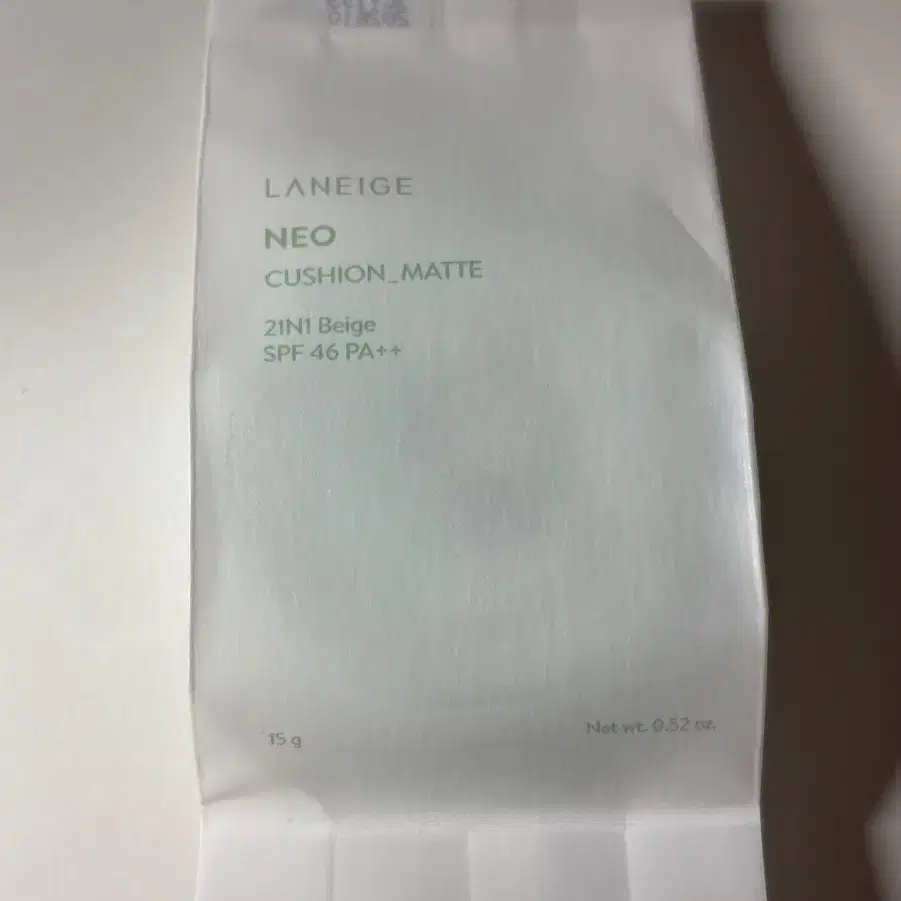 LANEIGE
NEO
CUSHION_MATTE
21N1 Beige
SPF 46 PA++
15 g
Net wt. 0.52 oz.